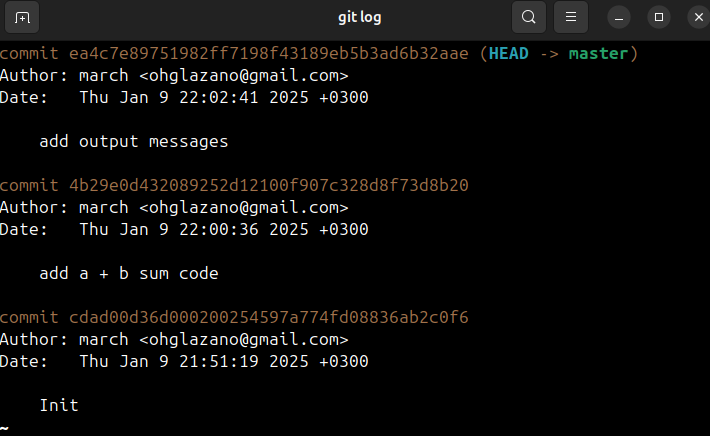 git log
commit ea4c7e89751982ff7198f43189eb5b3ad6b32aae (HEAD -> master)
Author: march <ohglazano@gmail.com>
Date:   Thu Jan 9 22:02:41 2025 +0300
    add output messages
commit 4b29e0d432089252d12100f907c328d8f73d8b20
Author: march <ohglazano@gmail.com>
Date:   Thu Jan 9 22:00:36 2025 +0300
    add a + b sum code
commit cdad00d36d000200254597a774fd08836ab2c0f6
Author: march <ohglazano@gmail.com>
Date:   Thu Jan 9 21:51:19 2025 +0300
    Init
~